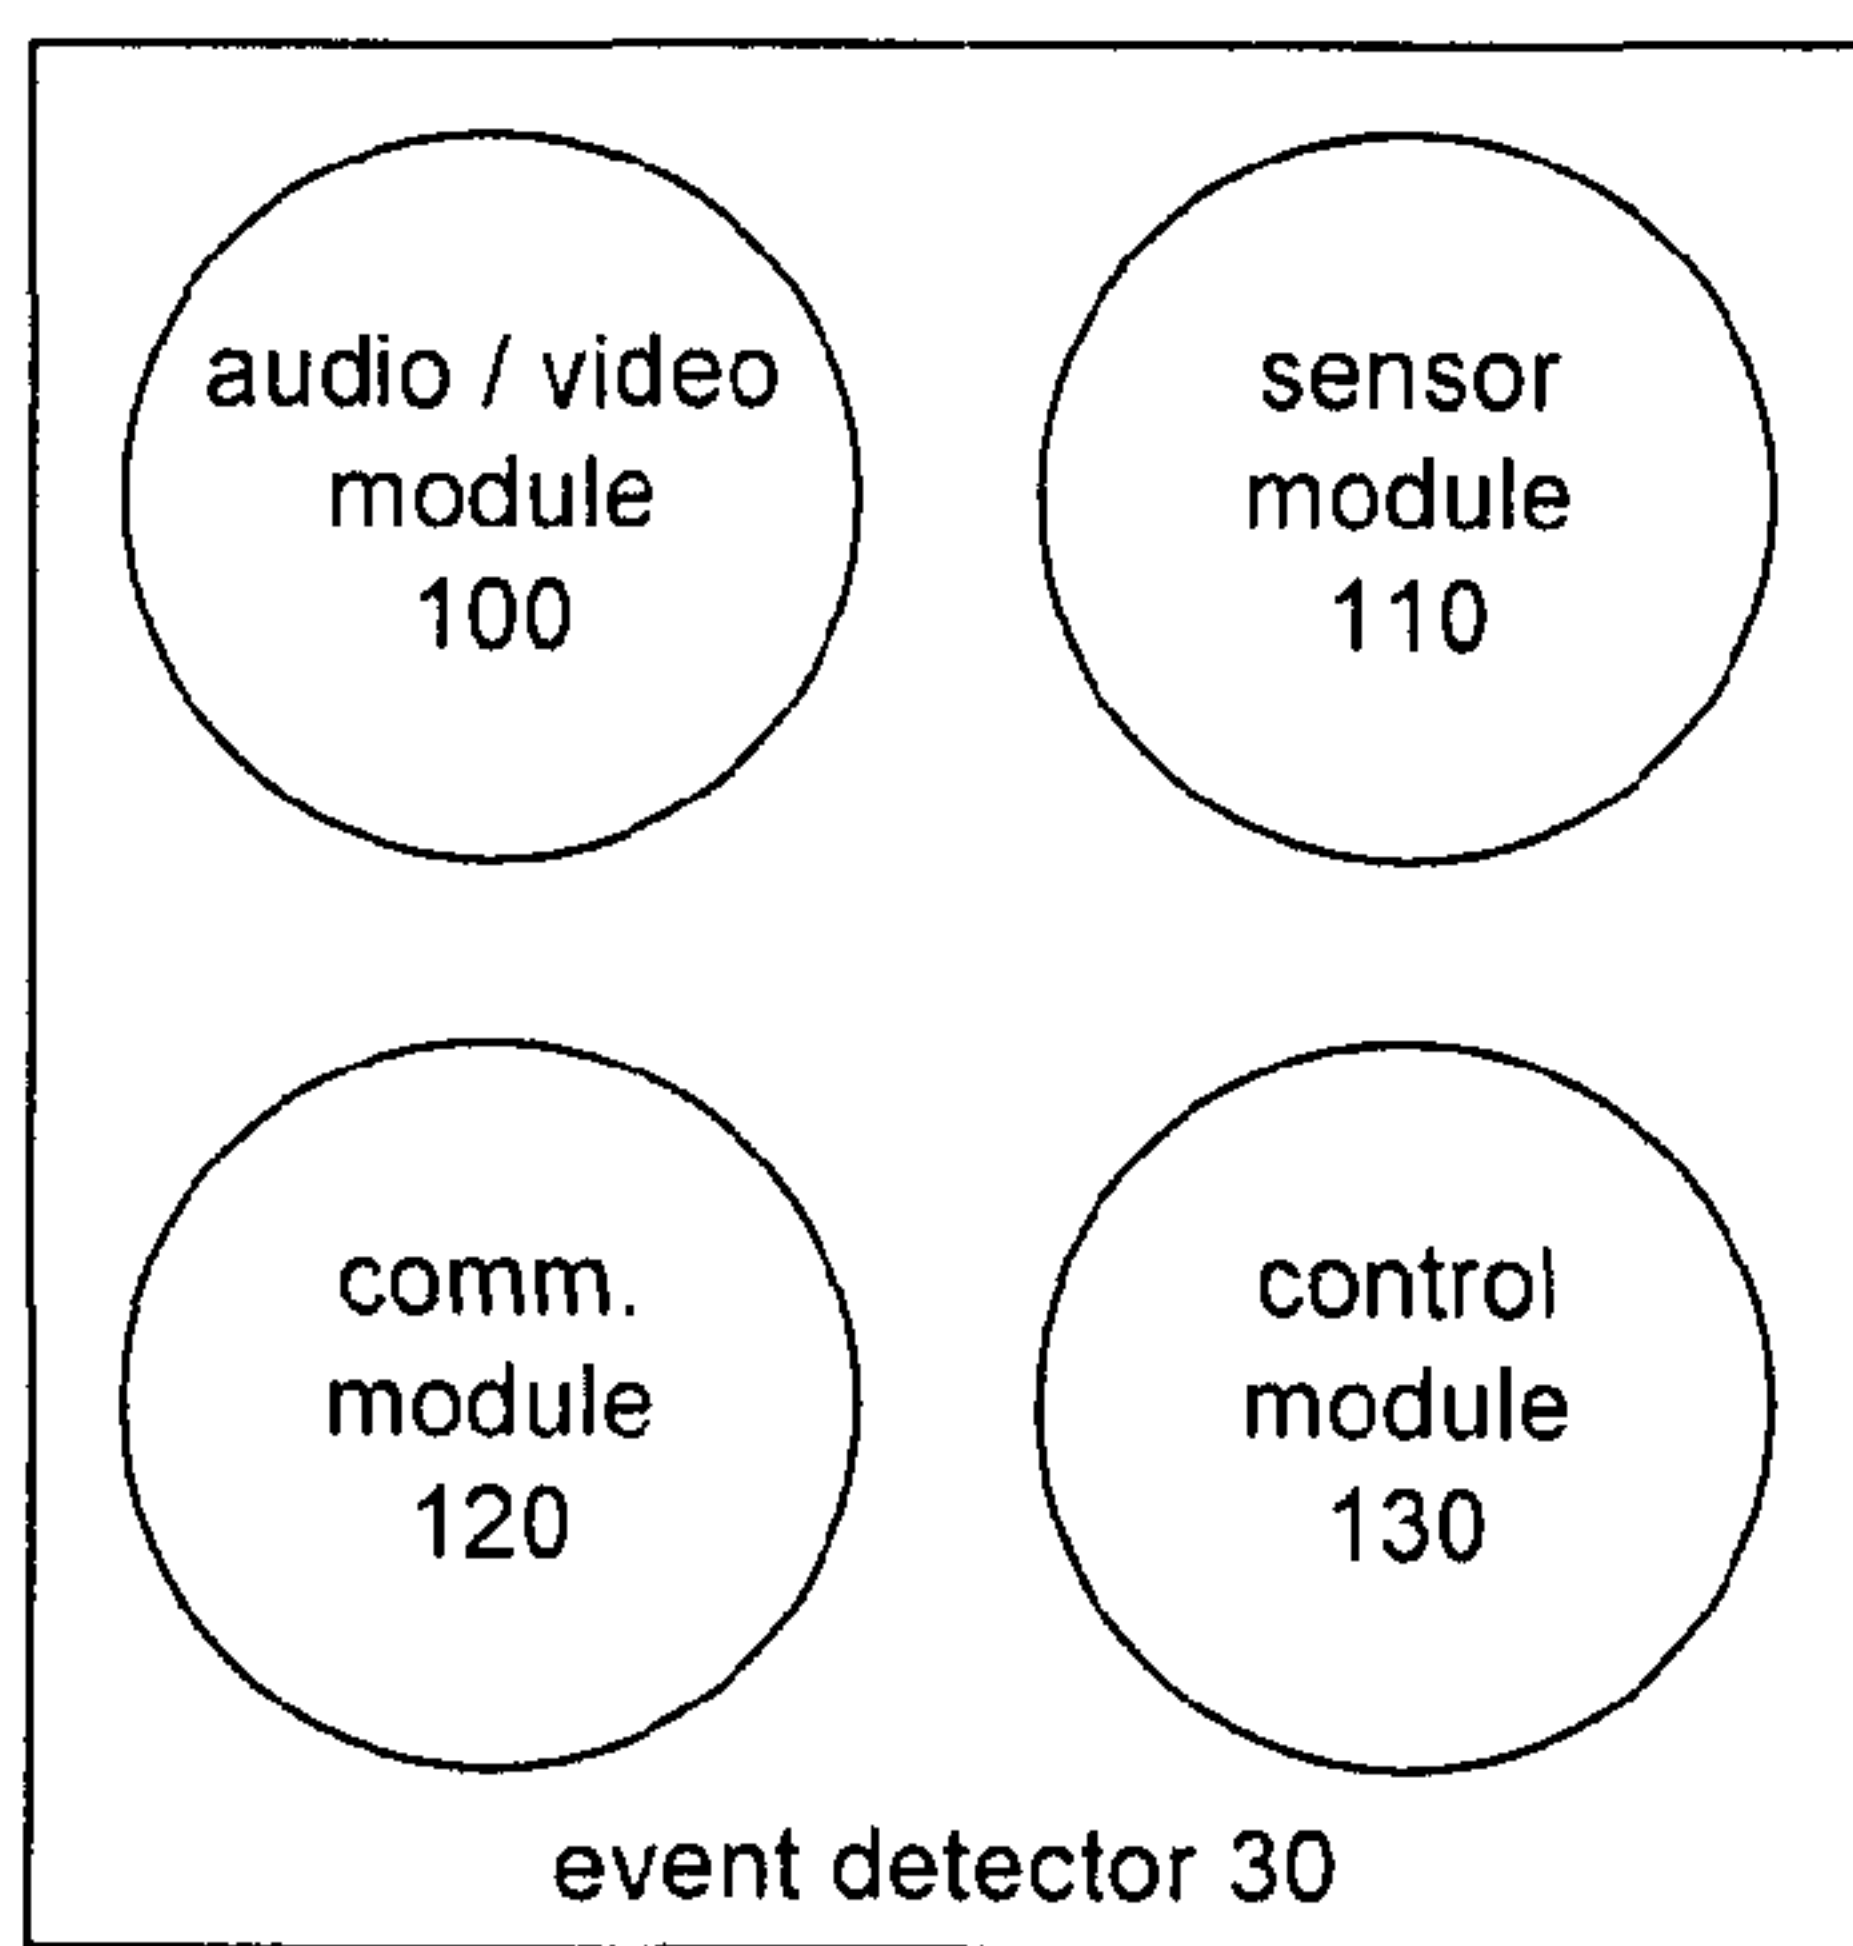 audio / video
module
100
sensor
module
110
comm.
module
120
control
module
130
event detector 30